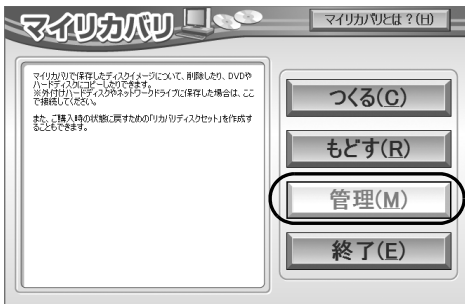 マイリカバリ
マイリカバリとは？(H)
マイリカバリで保存したディスクイメージについて、削除したり、DVDや
ハードディスクにコピーしたりできます。
※外付けハードディスクやネットワークドライブに保存した場合は、ここ
で接続してください。
また、ご購入時の状態に戻すための「リカバリディスクセット」を作成す
ることもできます。
つくる(C)
もどす(R)
管理(M)
終了(E)